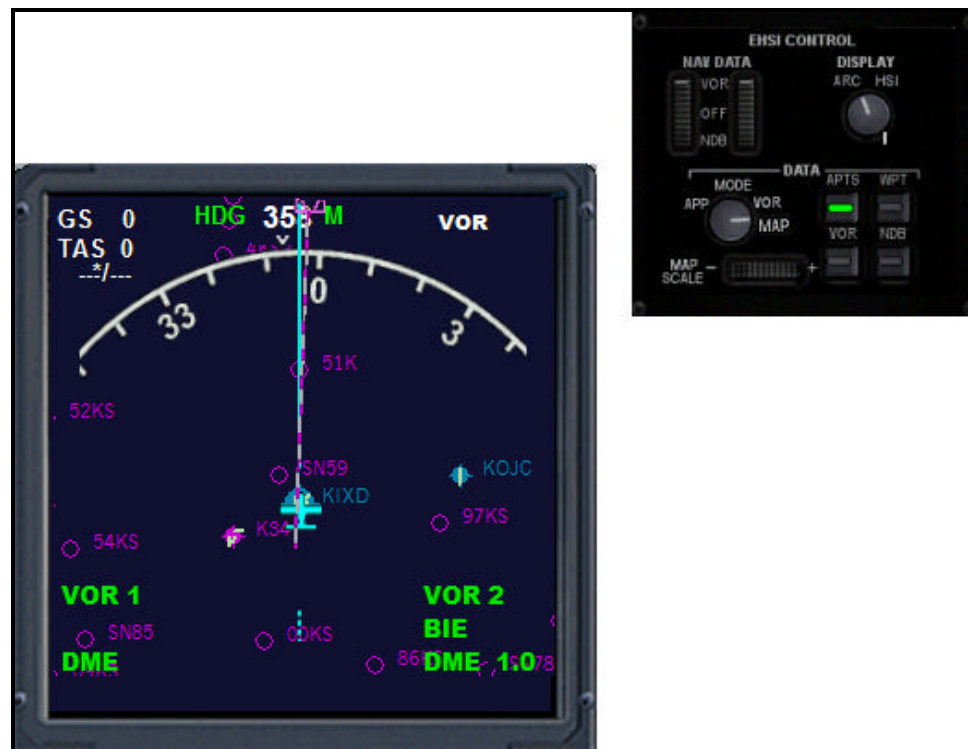 EHSI CONTROL
NAV DATA
DISPLAY
VOR
ARC HSI
OFF
NDB
DATA
MODE
APTS
WPT
APP
VOR
MAP
VOR
NDB
MAP
SCALE
- +
GS 0
HDG
M
VOR
TAS 0
---*/---
33
0
3
51K
52KS
SN59
KOJC
KIXD
K34
97KS
54KS
VOR 1
VOR 2
BIE
SN85
DME
86KS
DME 1.0